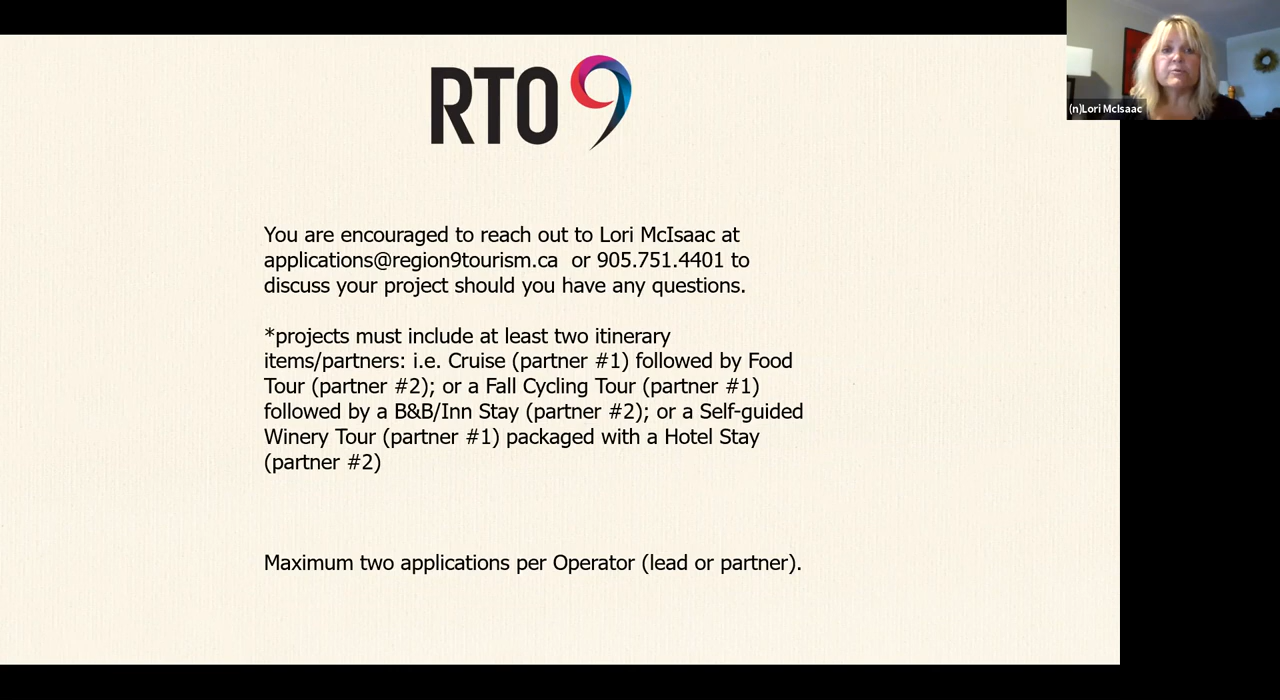 RTO 9
(n)Lori McIsaac
You are encouraged to reach out to Lori McIsaac at
applications@region9tourism.ca  or 905.751.4401 to
discuss your project should you have any questions.
*projects must include at least two itinerary
items/partners: i.e. Cruise (partner #1) followed by Food
Tour (partner #2); or a Fall Cycling Tour (partner #1)
followed by a B&B/Inn Stay (partner #2); or a Self-guided
Winery Tour (partner #1) packaged with a Hotel Stay
(partner #2)
Maximum two applications per Operator (lead or partner).